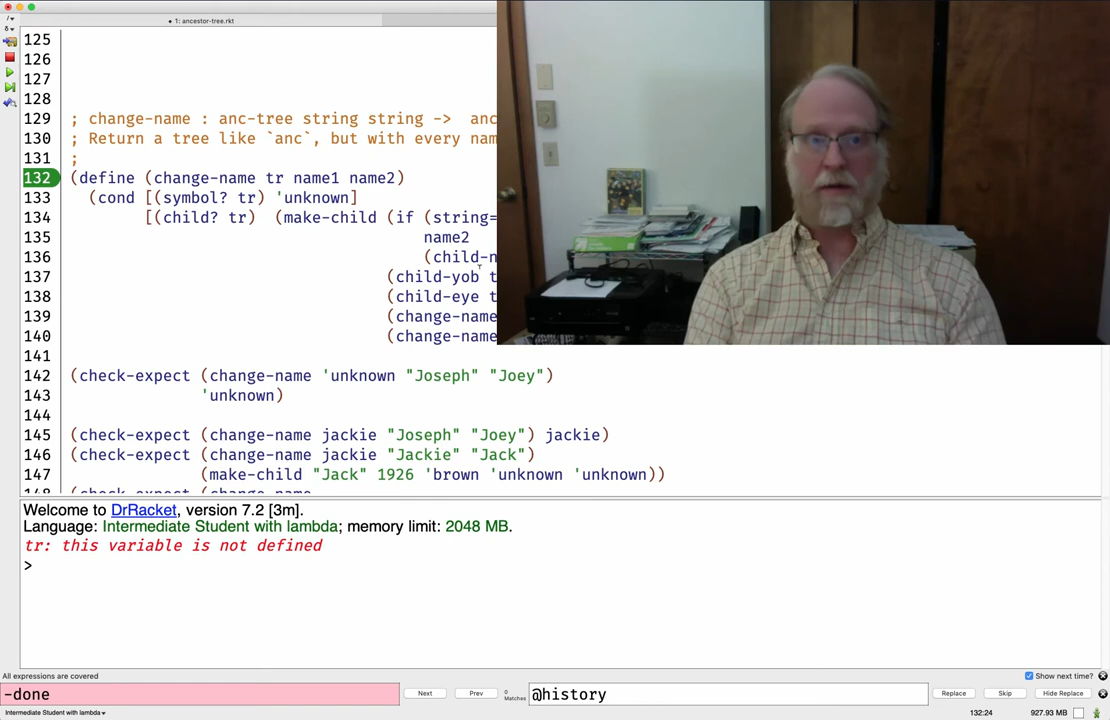 1: ancestor-tree.rkt
125
126
127
128
129 ; change-name : anc-tree string string -> anc
130 ; Return a tree like `anc`, but with every nam
131 ;
132 (define (change-name tr name1 name2)
133 (cond [(symbol? tr) 'unknown]
134 [(child? tr) (make-child (if (string=
135 name2
136 (child-n
137 (child-yob t
138 (child-eye t
139 (change-name
140 (change-name
141
142 (check-expect (change-name 'unknown "Joseph" "Joey")
143 'unknown)
144
145 (check-expect (change-name jackie "Joseph" "Joey") jackie)
146 (check-expect (change-name jackie "Jackie" "Jack")
147 (make-child "Jack" 1926 'brown 'unknown 'unknown))
148 (check-expect (change-name
Welcome to DrRacket, version 7.2 [3m].
Language: Intermediate Student with lambda; memory limit: 2048 MB.
tr: this variable is not defined
>
All expressions are covered
Show next time?
-done
Next
Prev
0 Matches
@history
Replace
Skip
Hide Replace
Intermediate Student with lambda
132:24
927.93 MB